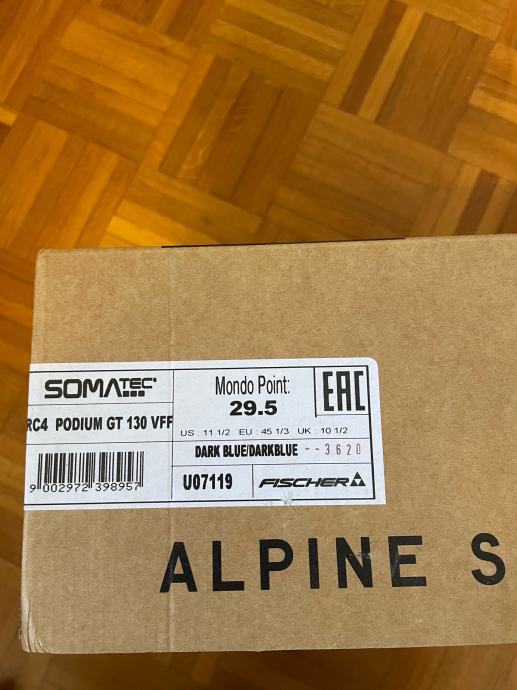 SOMATEC
RC4 PODIUM GT 130 VFF
9 002972 398957
Mondo Point:
29.5
EAC
US : 11 1/2 EU : 45 1/3 UK : 10 1/2
DARK BLUE/DARKBLUE --3620
U07119
FISCHER
ALPINE S